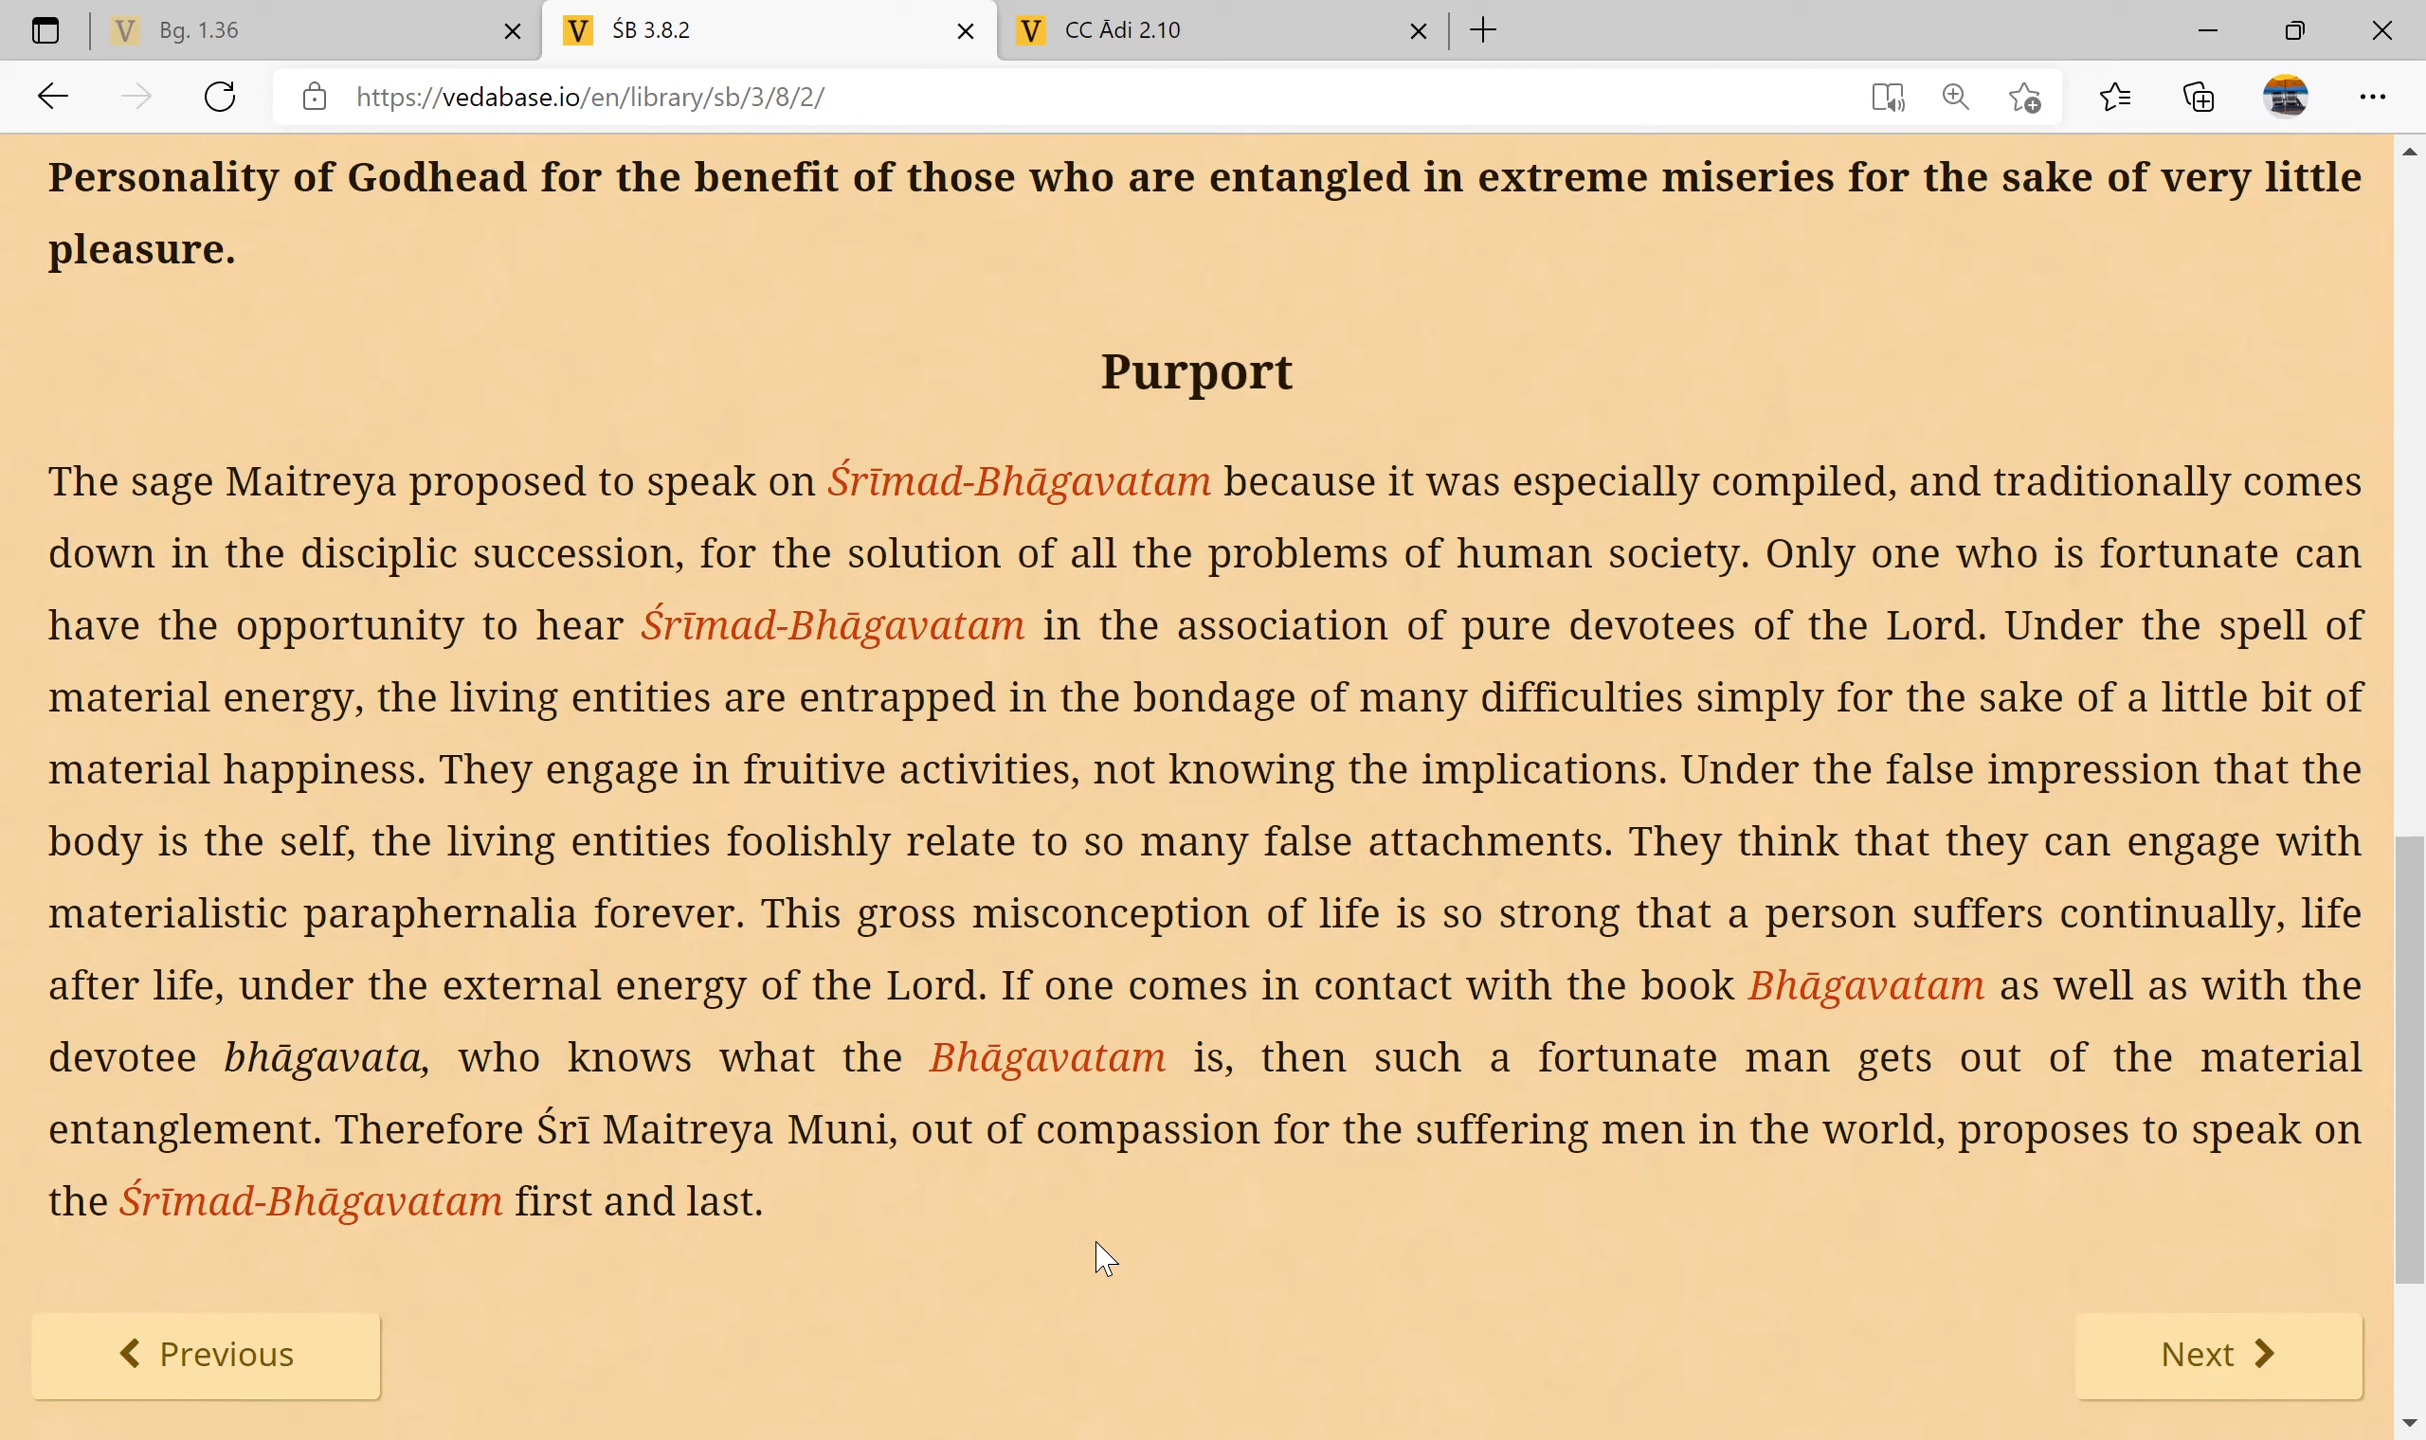 Bg. 1.36
ŚB 3.8.2
CC Ādi 2.10
https://vedabase.io/en/library/sb/3/8/2/
Personality of Godhead for the benefit of those who are entangled in extreme miseries for the sake of very little
pleasure.
Purport
The sage Maitreya proposed to speak on Śrīmad-Bhāgavatam because it was especially compiled, and traditionally comes
down in the disciplic succession, for the solution of all the problems of human society. Only one who is fortunate can
have the opportunity to hear Śrīmad-Bhāgavatam in the association of pure devotees of the Lord. Under the spell of
material energy, the living entities are entrapped in the bondage of many difficulties simply for the sake of a little bit of
material happiness. They engage in fruitive activities, not knowing the implications. Under the false impression that the
body is the self, the living entities foolishly relate to so many false attachments. They think that they can engage with
materialistic paraphernalia forever. This gross misconception of life is so strong that a person suffers continually, life
after life, under the external energy of the Lord. If one comes in contact with the book Bhāgavatam as well as with the
devotee bhāgavata, who knows what the Bhāgavatam is, then such a fortunate man gets out of the material
entanglement. Therefore Śrī Maitreya Muni, out of compassion for the suffering men in the world, proposes to speak on
the Śrīmad-Bhāgavatam first and last.
Previous
Next